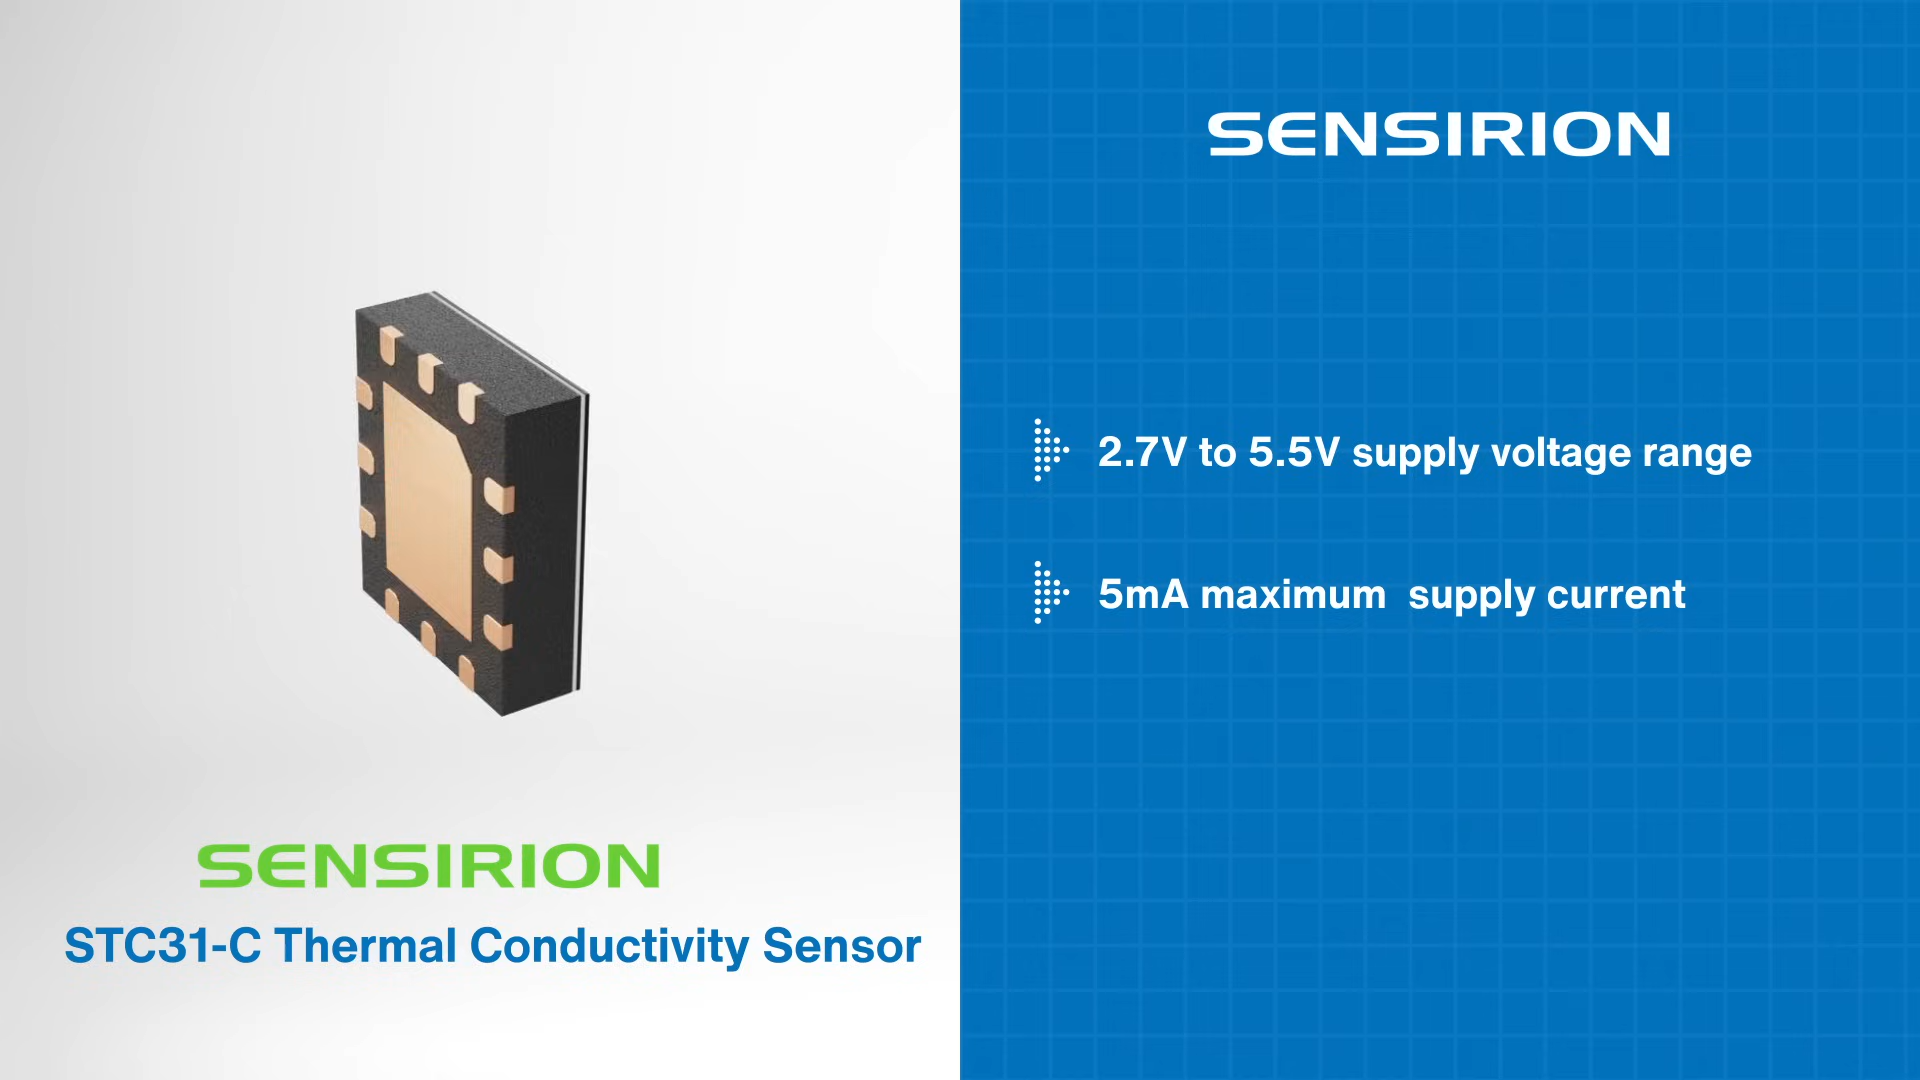 SENSIRION
STC31-C Thermal Conductivity Sensor
SENSIRION
2.7V to 5.5V supply voltage range
5mA maximum  supply current